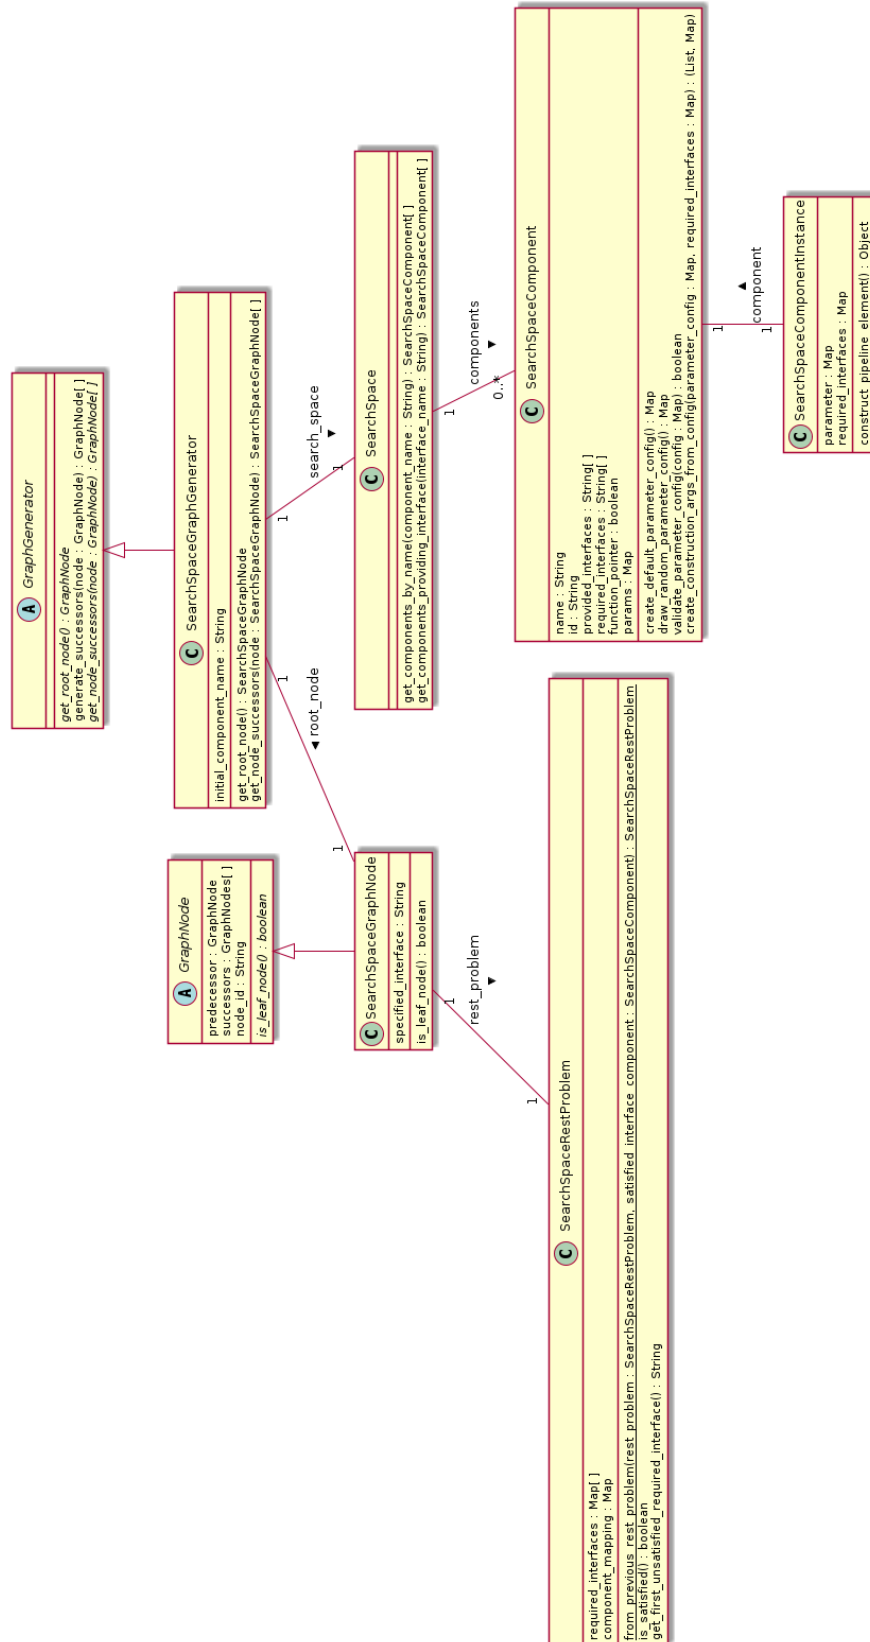 A GraphGenerator
get_root_node() : GraphNode
generate_successors(node : GraphNode) : GraphNode[ ]
get_node_successors(node : GraphNode) : GraphNode[ ]
C SearchSpaceGraphGenerator
initial_component_name : String
get_root_node() : SearchSpaceGraphNode
get_node_successors(node : SearchSpaceGraphNode) : SearchSpaceGraphNode[ ]
A GraphNode
predecessor : GraphNode
successors : GraphNodes[ ]
node_id : String
is_leaf_node() : boolean
1
root_node
1
1
search_space
1
C SearchSpaceGraphNode
specified_interface : String
is_leaf_node() : boolean
C SearchSpace
get_components_by_name(component_name : String) : SearchSpaceComponent[ ]
get_components_providing_interface(interface_name : String) : SearchSpaceComponent[ ]
1
rest_problem
1
1
components
0..*
C SearchSpaceRestProblem
required_interfaces : Map[ ]
component_mapping : Map
from_previous_rest_problem(rest_problem : SearchSpaceRestProblem, satisfied_interface_component : SearchSpaceComponent) : SearchSpaceRestProblem
is_satisfied() : boolean
get_first_unsatisfied_required_interface() : String
C SearchSpaceComponent
name : String
id : String
provided_interfaces : String[ ]
required_interfaces : String[ ]
function_pointer : boolean
params : Map
create_default_parameter_config() : Map
draw_random_parameter_config() : Map
validate_parameter_config(config : Map) : boolean
create_construction_args_from_config(parameter_config : Map, required_interfaces : Map) : (List, Map)
1
component
1
C SearchSpaceComponentInstance
parameter : Map
required_interfaces : Map
construct_pipeline_element() : Object